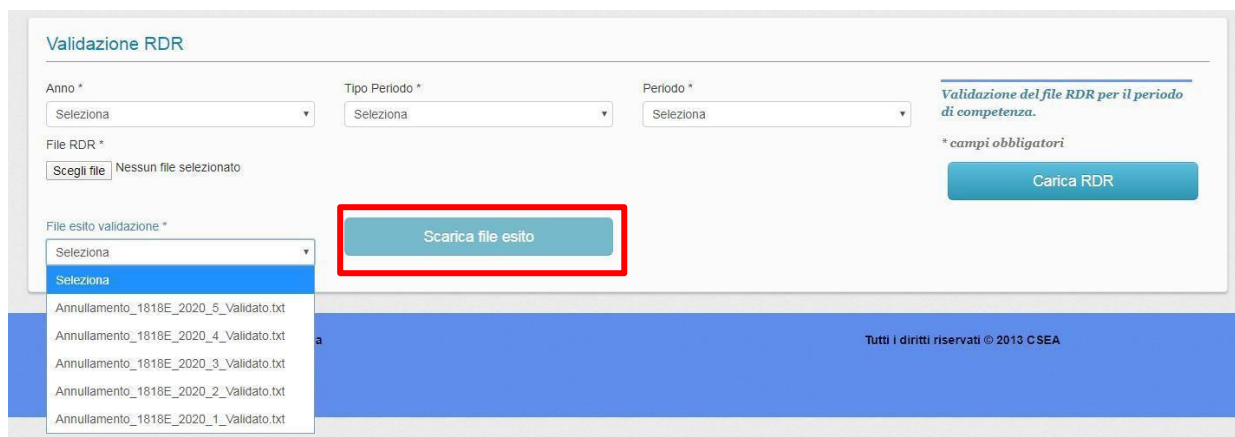 Validazione RDR
Anno *
Tipo Periodo *
Periodo *
Seleziona
Seleziona
Seleziona
Validazione del file RDR per il periodo
di competenza.
* campi obbligatori
File RDR *
Scegli file Nessun file selezionato
Carica RDR
File esito validazione *
Seleziona
Scarica file esito
Seleziona
Annullamento_1818E_2020_5_Validato.txt
Annullamento_1818E_2020_4_Validato.txt
Annullamento_1818E_2020_3_Validato.txt
Annullamento_1818E_2020_2_Validato.txt
Annullamento_1818E_2020_1_Validato.txt
a
Tutti i diritti riservati © 2013 CSEA